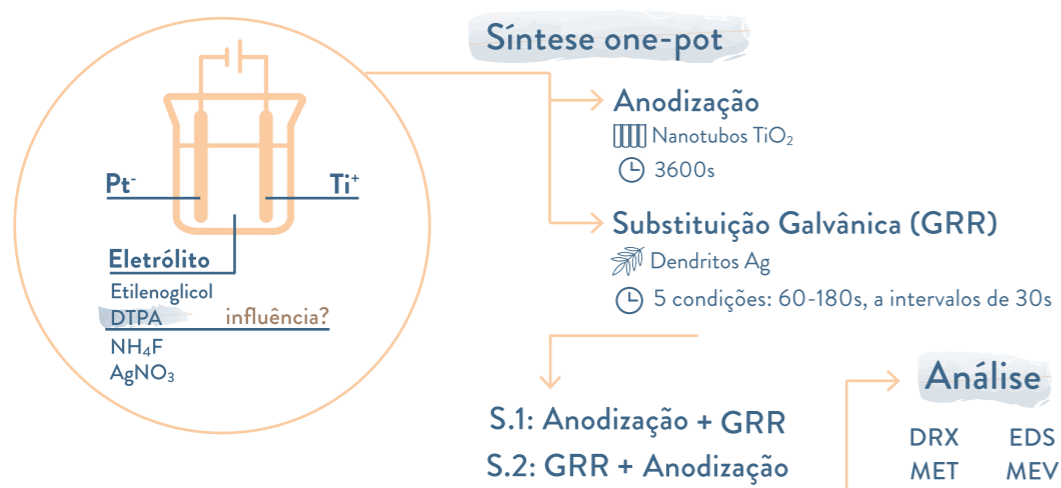 Síntese one-pot
Pt⁻
Ti⁺
Eletrólito
Etilenoglicol
DTPA influência?
NH₄F
AgNO₃
Anodização
Nanotubos TiO₂
3600s
Substituição Galvânica (GRR)
Dendritos Ag
5 condições: 60-180s, a intervalos de 30s
S.1: Anodização + GRR
S.2: GRR + Anodização
Análise
DRX EDS
MET MEV